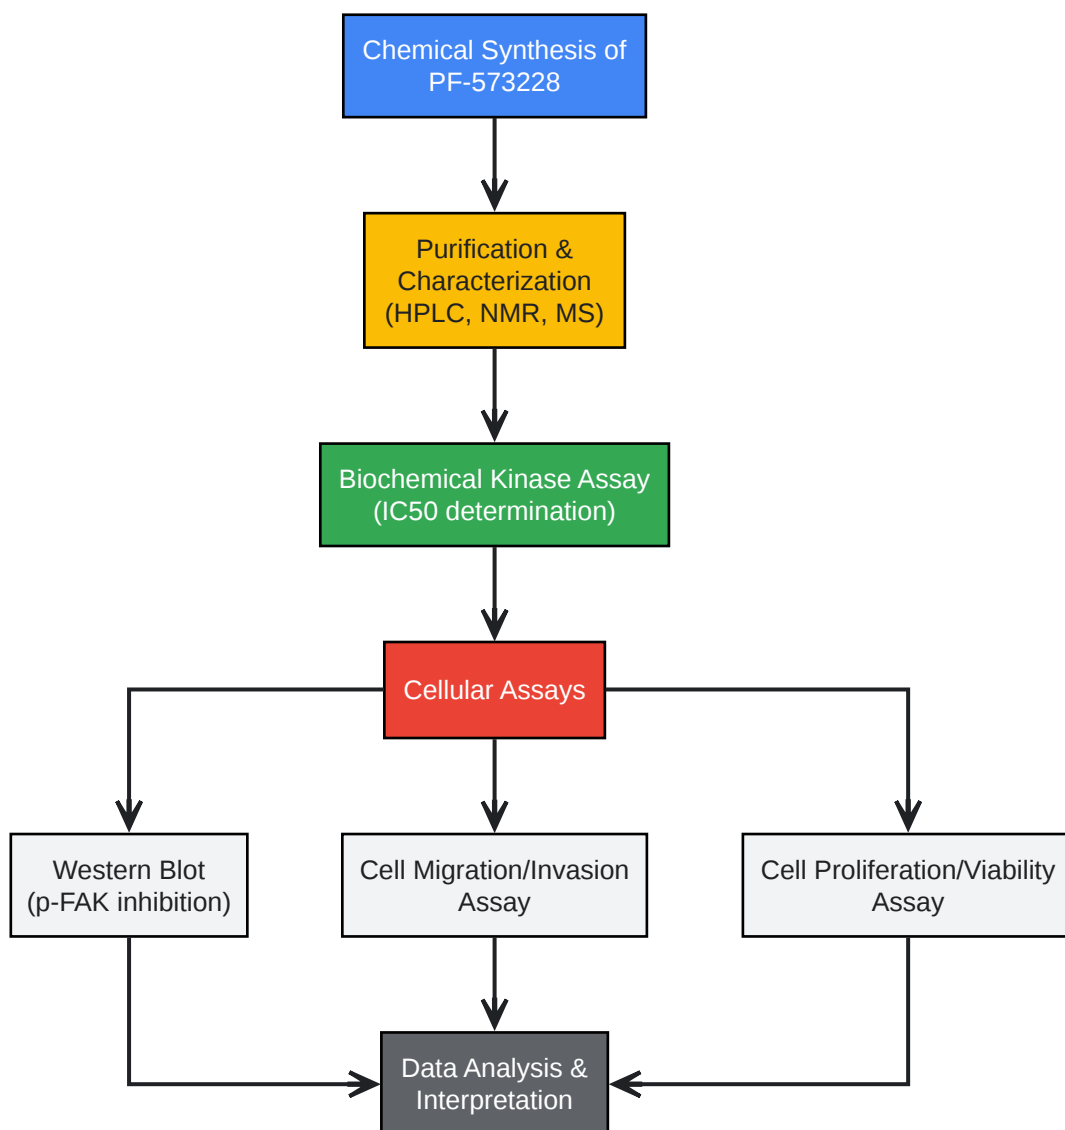 Chemical Synthesis of
PF-573228
Purification &
Characterization
(HPLC, NMR, MS)
Biochemical Kinase Assay
(IC50 determination)
Cellular Assays
Western Blot
(p-FAK inhibition)
Cell Migration/Invasion
Assay
Cell Proliferation/Viability
Assay
Data Analysis &
Interpretation